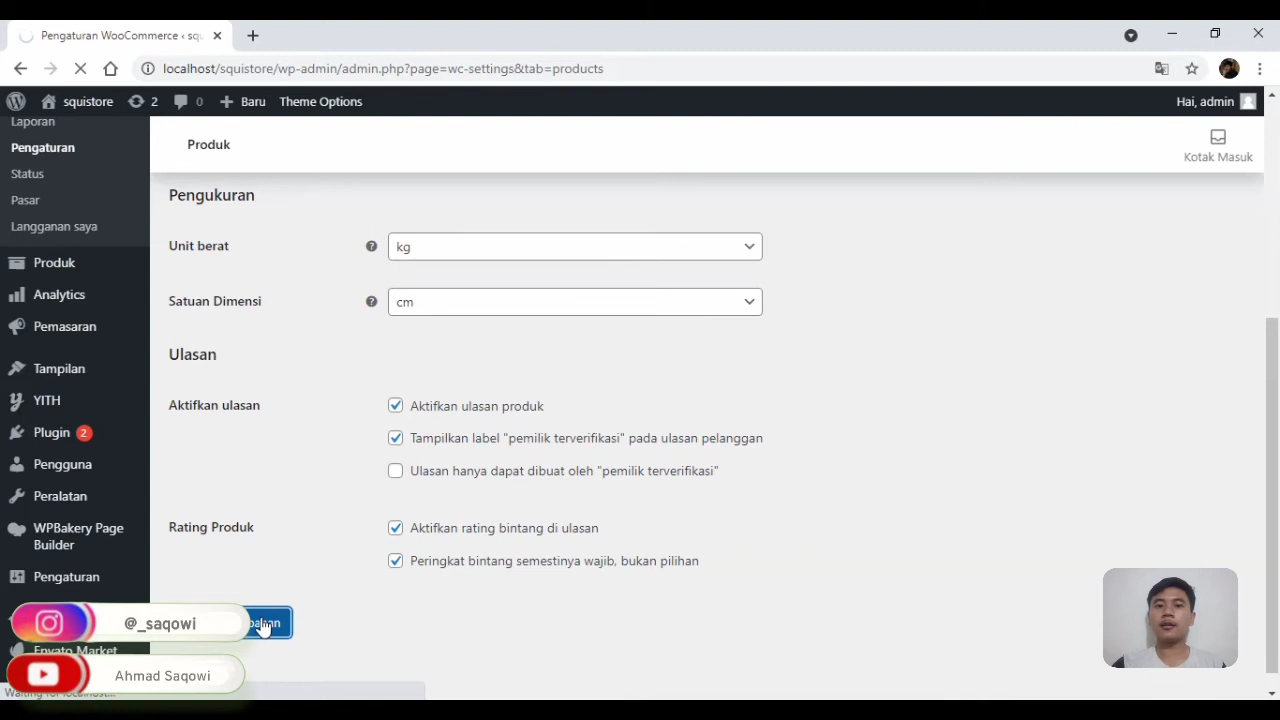 Pengaturan WooCommerce ‹ squ
localhost/squistore/wp-admin/admin.php?page=wc-settings&tab=products
squistore
2
0
Baru
Theme Options
Hai, admin
Laporan
Pengaturan
Status
Pasar
Langganan saya
Produk
Analytics
Pemasaran
Tampilan
YITH
Plugin 2
Pengguna
Peralatan
WPBakery Page
Builder
Pengaturan
Envato Market
Produk
Kotak Masuk
Pengukuran
Unit berat
kg
Satuan Dimensi
cm
Ulasan
Aktifkan ulasan
Aktifkan ulasan produk
Tampilkan label "pemilik terverifikasi" pada ulasan pelanggan
Ulasan hanya dapat dibuat oleh "pemilik terverifikasi"
Rating Produk
Aktifkan rating bintang di ulasan
Peringkat bintang semestinya wajib, bukan pilihan
@_saqowi
Ahmad Saqowi
Waiting for localhost...